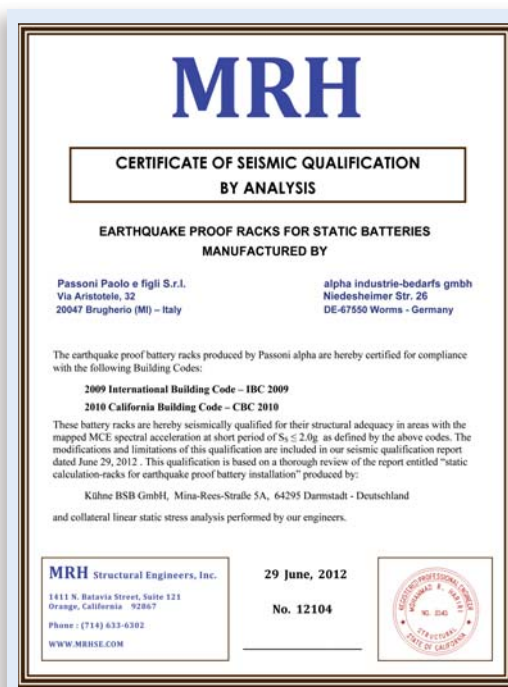 MRH
CERTIFICATE OF SEISMIC QUALIFICATION
BY ANALYSIS
EARTHQUAKE PROOF RACKS FOR STATIC BATTERIES
MANUFACTURED BY
Passoni Paolo e figli S.r.l.
Via Aristotele, 32
20047 Brugherio (MI) – Italy
alpha industrie-bedarfs gmbh
Niedesheimer Str. 26
DE-67550 Worms - Germany
The earthquake proof battery racks produced by Passoni alpha are hereby certified for compliance
with the following Building Codes:
2009 International Building Code – IBC 2009
2010 California Building Code – CBC 2010
These battery racks are hereby seismically qualified for their structural adequacy in areas with the
mapped MCE spectral acceleration at short period of Sₛ ≤ 2.0g as defined by the above codes. The
modifications and limitations of this qualification are included in our seismic qualification report
dated June 29, 2012 . This qualification is based on a thorough review of the report entitled “static
calculation-racks for earthquake proof battery installation” produced by:
Kühne BSB GmbH, Mina-Rees-Straße 5A, 64295 Darmstadt - Deutschland
and collateral linear static stress analysis performed by our engineers.
MRH Structural Engineers, Inc.
1411 N. Batavia Street, Suite 121
Orange, California 92867
Phone : (714) 633-6302
WWW.MRHSE.COM
29 June, 2012
No. 12104
REGISTERED PROFESSIONAL ENGINEER
STRUCTURAL
STATE OF CALIFORNIA